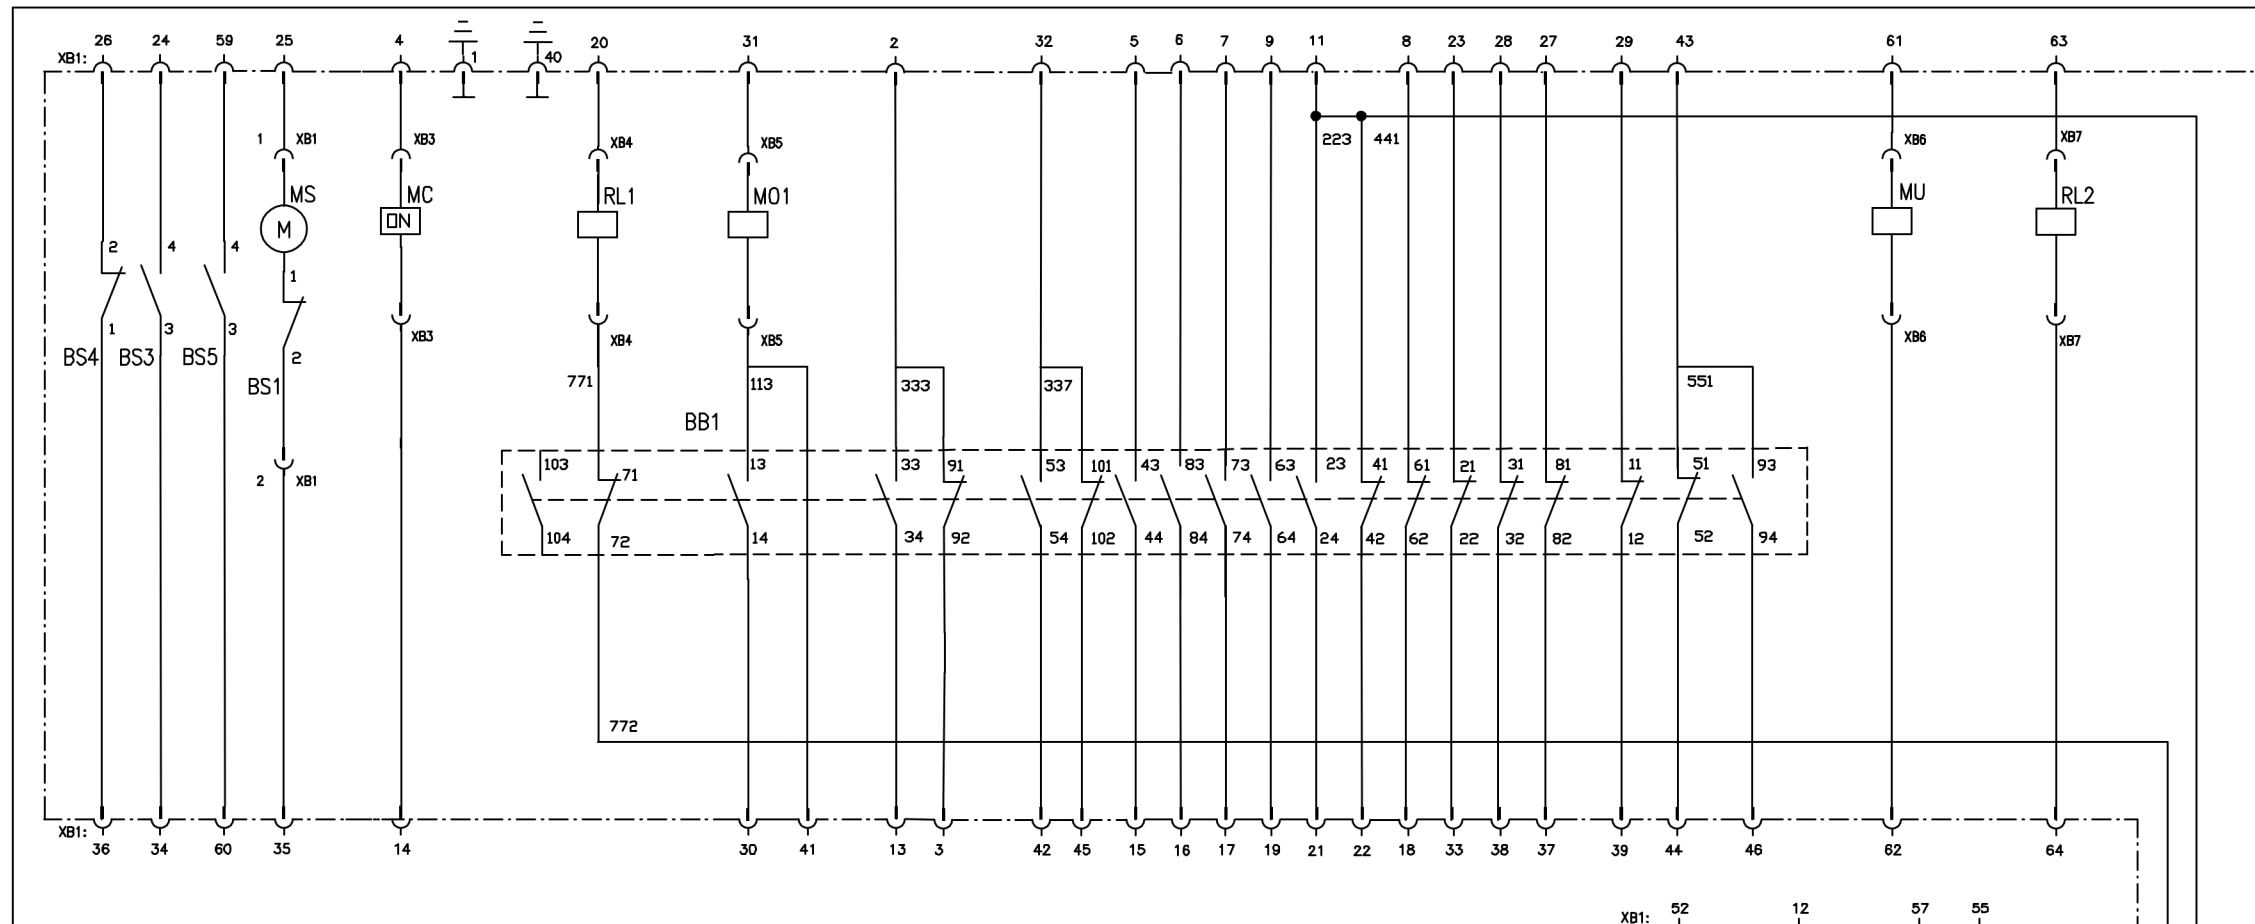 26 24 59 25 4 20 31 2 32 5 6 7 9 11 8 23 28 27 29 43 61 63
XB1: 1 40
1 XB1 XB3 XB4 XB5 223 441 XB6 XB7
MS MC RL1 MO1 MU RL2
M ON
2 4 4
1
1 3 3
XB3 XB4 XB5 XB6 XB7
BS4 BS3 BS5 2
BS1 771 113 333 337 551
BB1
103 71 13 33 91 53 101 43 83 73 63 23 41 61 21 31 81 11 51 93
2 XB1
104 72 14 34 92 54 102 44 84 74 64 24 42 62 22 32 82 12 52 94
772
XB1:
36 34 60 35 14 30 41 13 3 42 45 15 16 17 19 21 22 18 33 38 37 39 44 46 62 64
XB1: 52 12 57 55